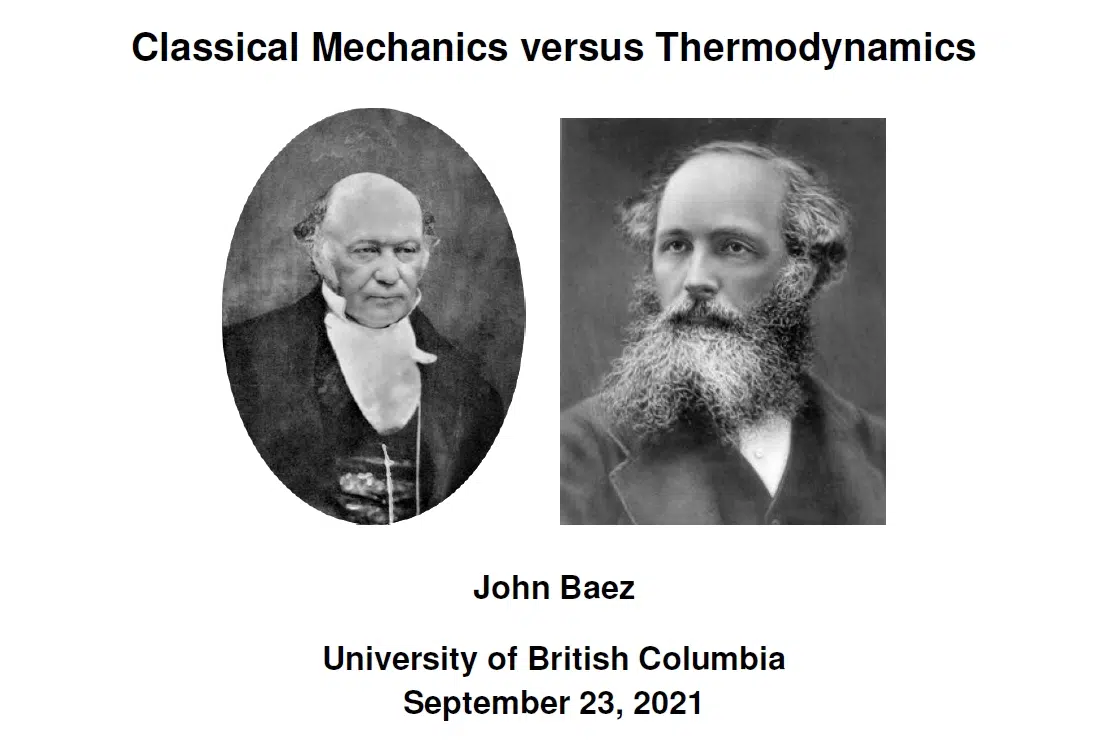 Classical Mechanics versus Thermodynamics
John Baez
University of British Columbia
September 23, 2021